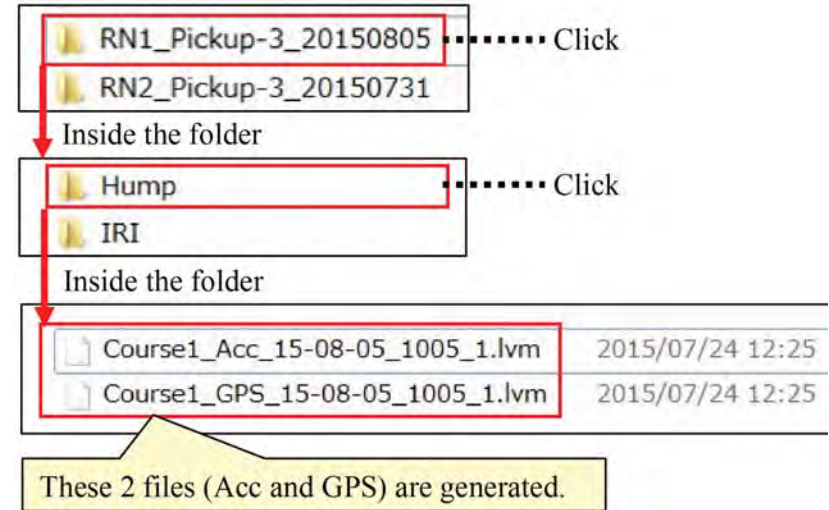 RN1_Pickup-3_20150805 Click
RN2_Pickup-3_20150731
Inside the folder
Hump Click
IRI
Inside the folder
Course1_Acc_15-08-05_1005_1.lvm 2015/07/24 12:25
Course1_GPS_15-08-05_1005_1.lvm 2015/07/24 12:25
These 2 files (Acc and GPS) are generated.